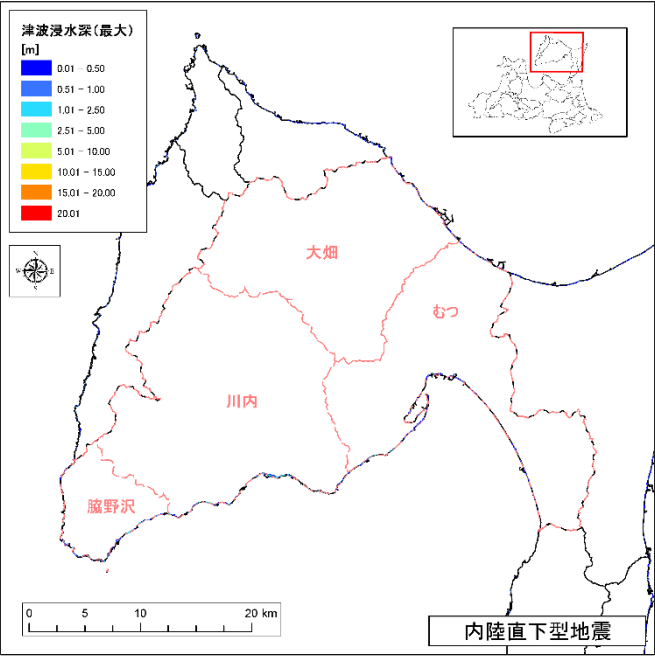 津波浸水深(最大)
[m]
0.01 - 0.50
0.51 - 1.00
1.01 - 2.50
2.51 - 5.00
5.01 - 10.00
10.01 - 15.00
15.01 - 20.00
20.01
N
W E
S
大畑
むつ
川内
脇野沢
0 5 10 20 km
内陸直下型地震